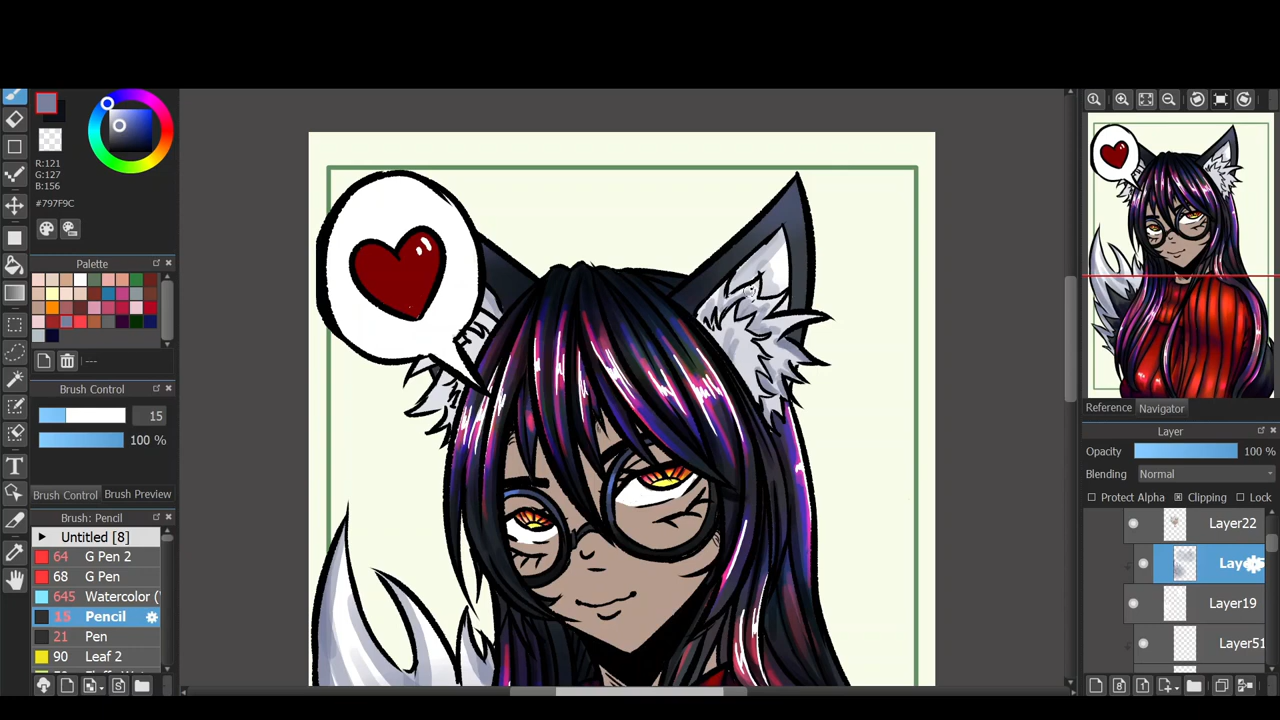 R:121
G:127
B:156
#797F9C
Palette
---
Brush Control
15
100 %
Brush Control Brush Preview
Brush: Pencil
Untitled [8]
64 G Pen 2
68 G Pen
645 Watercolor (
15 Pencil
21 Pen
90 Leaf 2
Reference Navigator
Layer
Opacity 100 %
Blending Normal
Protect Alpha Clipping Lock
Layer22
Layer19
Layer51